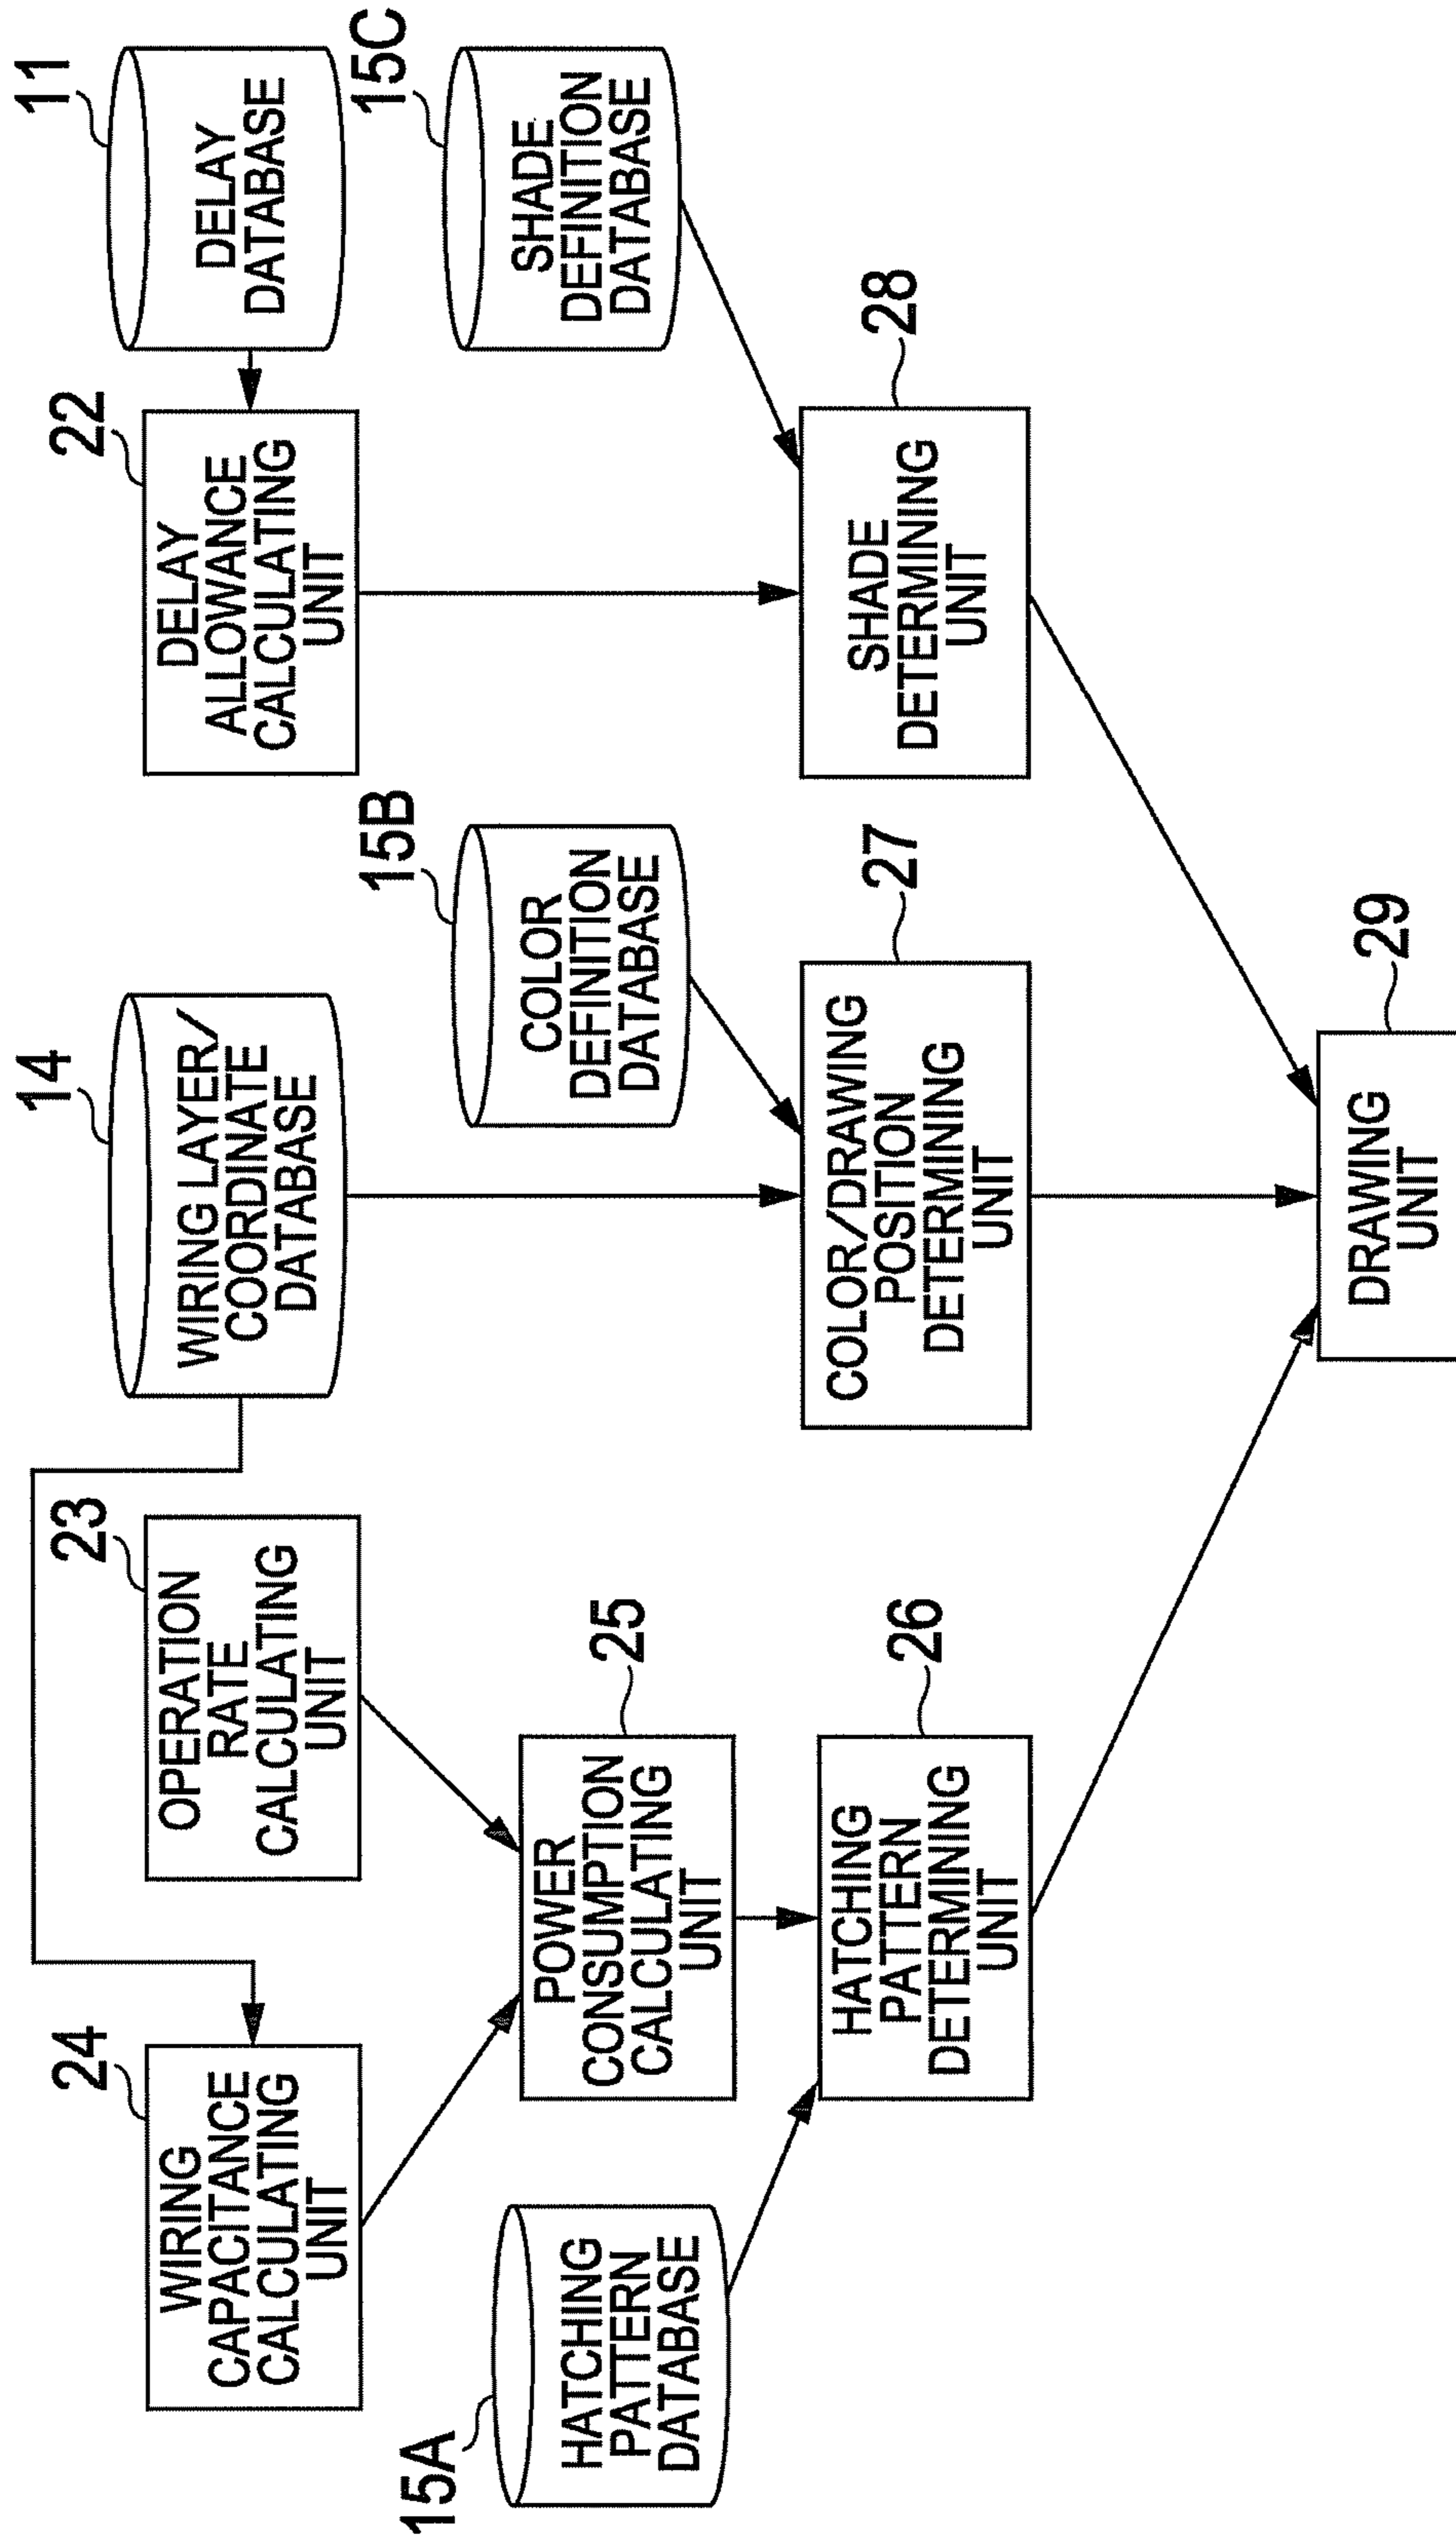 24
WIRING
CAPACITANCE
CALCULATING
UNIT
23
OPERATION
RATE
CALCULATING
UNIT
14
WIRING LAYER/
COORDINATE
DATABASE
22
DELAY
ALLOWANCE
CALCULATING
UNIT
11
DELAY
DATABASE
15A
HATCHING
PATTERN
DATABASE
25
POWER
CONSUMPTION
CALCULATING
UNIT
15B
COLOR
DEFINITION
DATABASE
15C
SHADE
DEFINITION
DATABASE
26
HATCHING
PATTERN
DETERMINING
UNIT
27
COLOR/DRAWING
POSITION
DETERMINING
UNIT
28
SHADE
DETERMINING
UNIT
29
DRAWING
UNIT